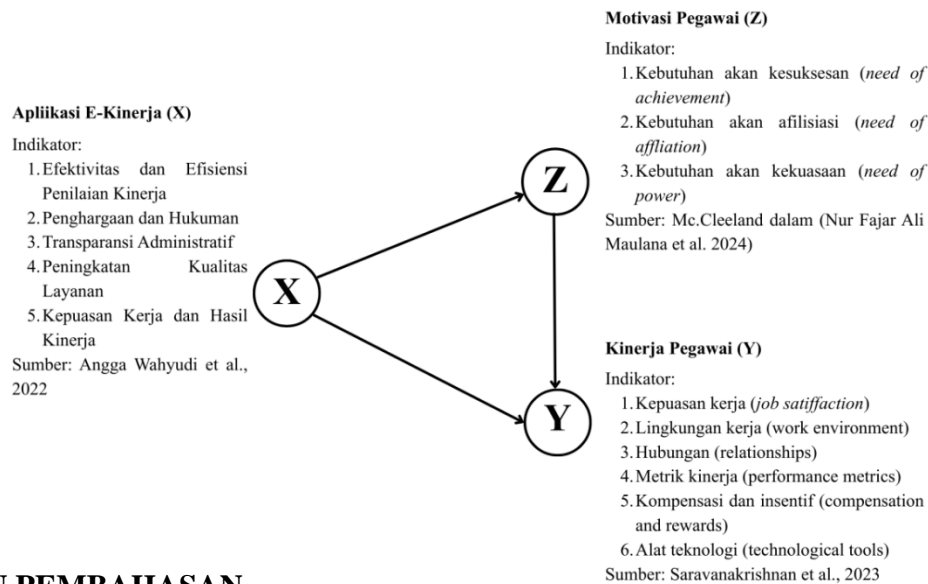 Apliikasi E-Kinerja (X)
Indikator:
1. Efektivitas dan Efisiensi
Penilaian Kinerja
2. Penghargaan dan Hukuman
3. Transparansi Administratif
4. Peningkatan Kualitas
Layanan
5. Kepuasan Kerja dan Hasil
Kinerja
Sumber: Angga Wahyudi et al.,
2022
X
Z
Y
Motivasi Pegawai (Z)
Indikator:
1. Kebutuhan akan kesuksesan (need of
achievement)
2. Kebutuhan akan afilisiasi (need of
affliation)
3. Kebutuhan akan kekuasaan (need of
power)
Sumber: Mc.Cleeland dalam (Nur Fajar Ali
Maulana et al. 2024)
Kinerja Pegawai (Y)
Indikator:
1. Kepuasan kerja (job satiffaction)
2. Lingkungan kerja (work environment)
3. Hubungan (relationships)
4. Metrik kinerja (performance metrics)
5. Kompensasi dan insentif (compensation
and rewards)
6. Alat teknologi (technological tools)
Sumber: Saravanakrishnan et al., 2023
PEMBAHASAN